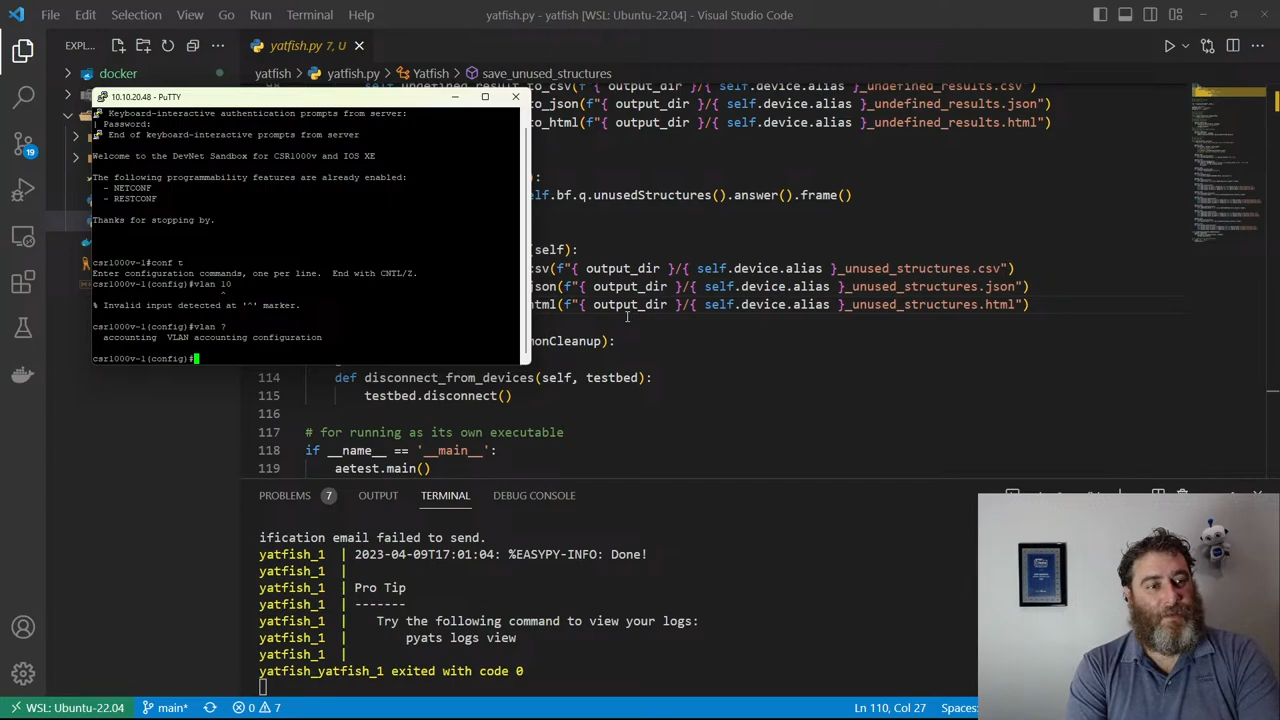 File Edit Selection View Go Run Terminal Help
yatfish.py - yatfish [WSL: Ubuntu-22.04] - Visual Studio Code
EXPL...
yatfish.py 7, U
docker
yatfish > yatfish.py > Yatfish > save_unused_structures
10.10.20.48 - PuTTY
Keyboard-interactive authentication prompts from server:
| Password:
End of keyboard-interactive prompts from server
Welcome to the DevNet Sandbox for CSR1000v and IOS XE
The following programmability features are already enabled:
- NETCONF
- RESTCONF
Thanks for stopping by.
csr1000v-1#conf t
Enter configuration commands, one per line. End with CNTL/Z.
csr1000v-1(config)#vlan 10
^
% Invalid input detected at '^' marker.
csr1000v-1(config)#vlan ?
accounting VLAN accounting configuration
csr1000v-1(config)#
undefined_result_to_csv(f"{ output_dir }/{ self.device.alias }_undefined_results.csv")
to_json(f"{ output_dir }/{ self.device.alias }_undefined_results.json")
to_html(f"{ output_dir }/{ self.device.alias }_undefined_results.html")
:
elf.bf.q.unusedStructures().answer().frame()
(self):
csv(f"{ output_dir }/{ self.device.alias }_unused_structures.csv")
json(f"{ output_dir }/{ self.device.alias }_unused_structures.json")
html(f"{ output_dir }/{ self.device.alias }_unused_structures.html")
monCleanup):
114 def disconnect_from_devices(self, testbed):
115 testbed.disconnect()
116
117 # for running as its own executable
118 if __name__ == '__main__':
119 aetest.main()
PROBLEMS 7 OUTPUT TERMINAL DEBUG CONSOLE
ification email failed to send.
yatfish_1 | 2023-04-09T17:01:04: %EASYPY-INFO: Done!
yatfish_1 |
yatfish_1 | Pro Tip
yatfish_1 | -------
yatfish_1 | Try the following command to view your logs:
yatfish_1 | pyats logs view
yatfish_1 |
yatfish_yatfish_1 exited with code 0
19
WSL: Ubuntu-22.04 main* 0 7
Ln 110, Col 27 Spaces: